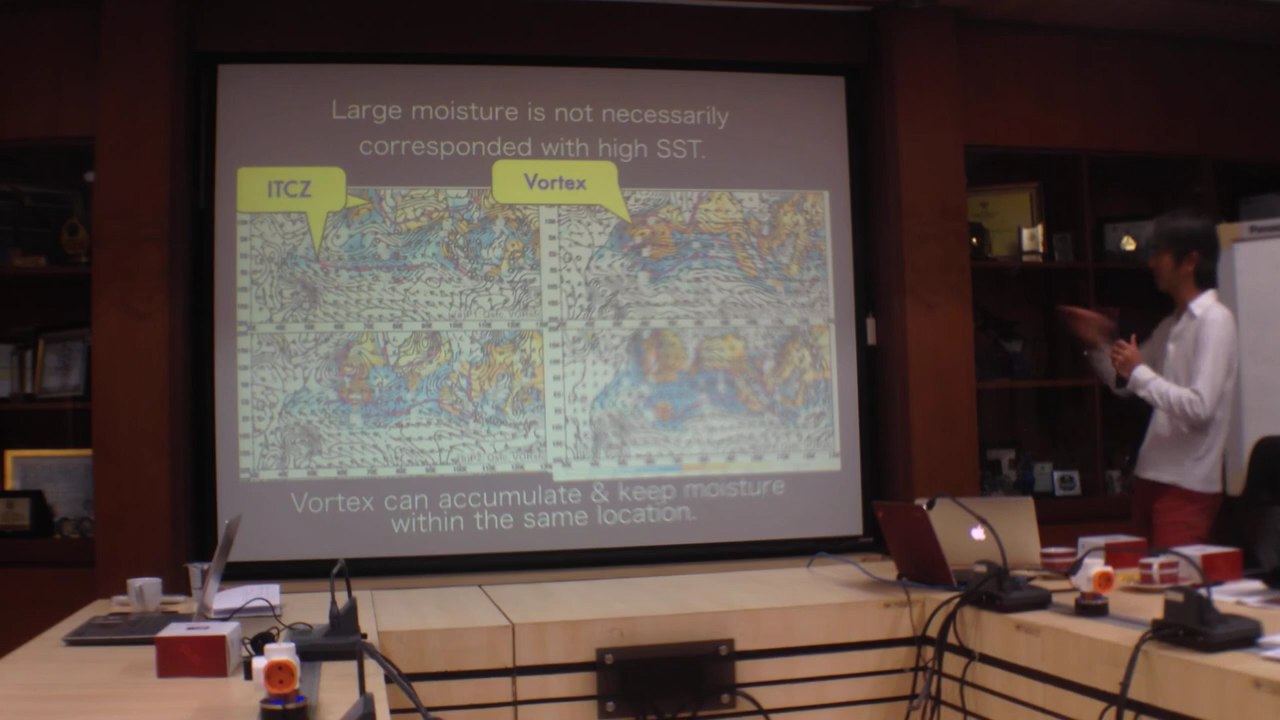 Large moisture is not necessarily
corresponded with high SST.
ITCZ
Vortex
Vortex can accumulate & keep moisture
within the same location.